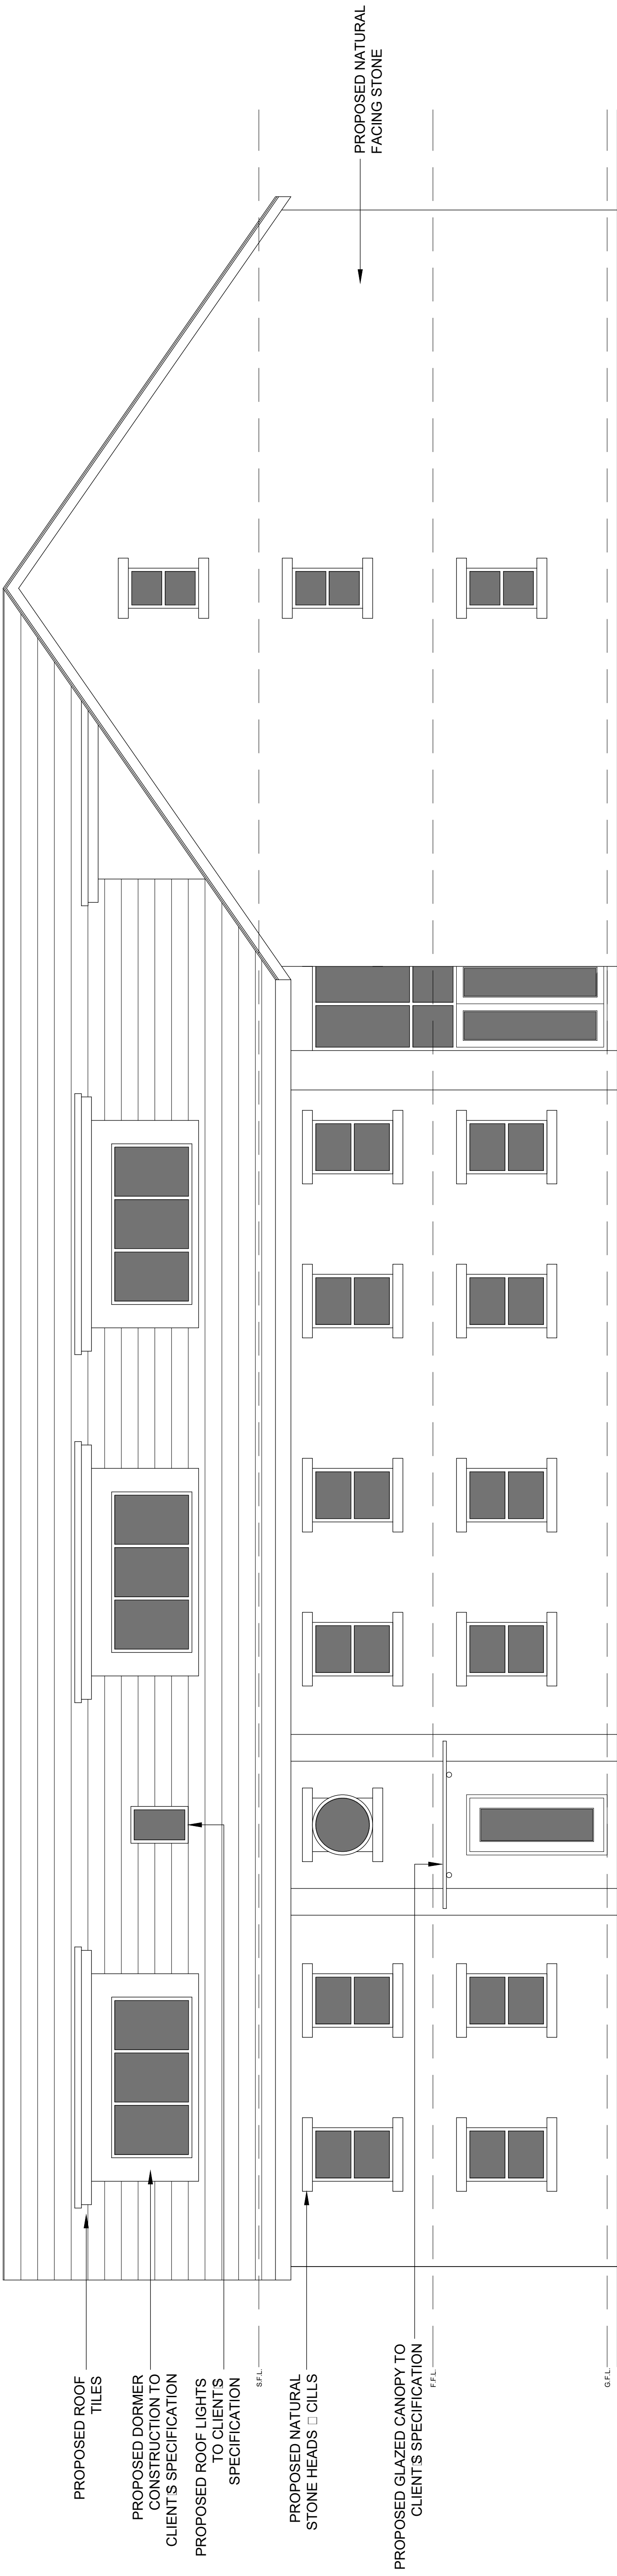 PROPOSED ROOF
TILES
PROPOSED DORMER
CONSTRUCTION TO
CLIENT□S SPECIFICATION
PROPOSED ROOF LIGHTS
TO CLIENT□S
SPECIFICATION
S.F.L.
PROPOSED NATURAL
STONE HEADS □ CILLS
PROPOSED GLAZED CANOPY TO
CLIENT□S SPECIFICATION
F.F.L.
G.F.L.
PROPOSED NATURAL
FACING STONE